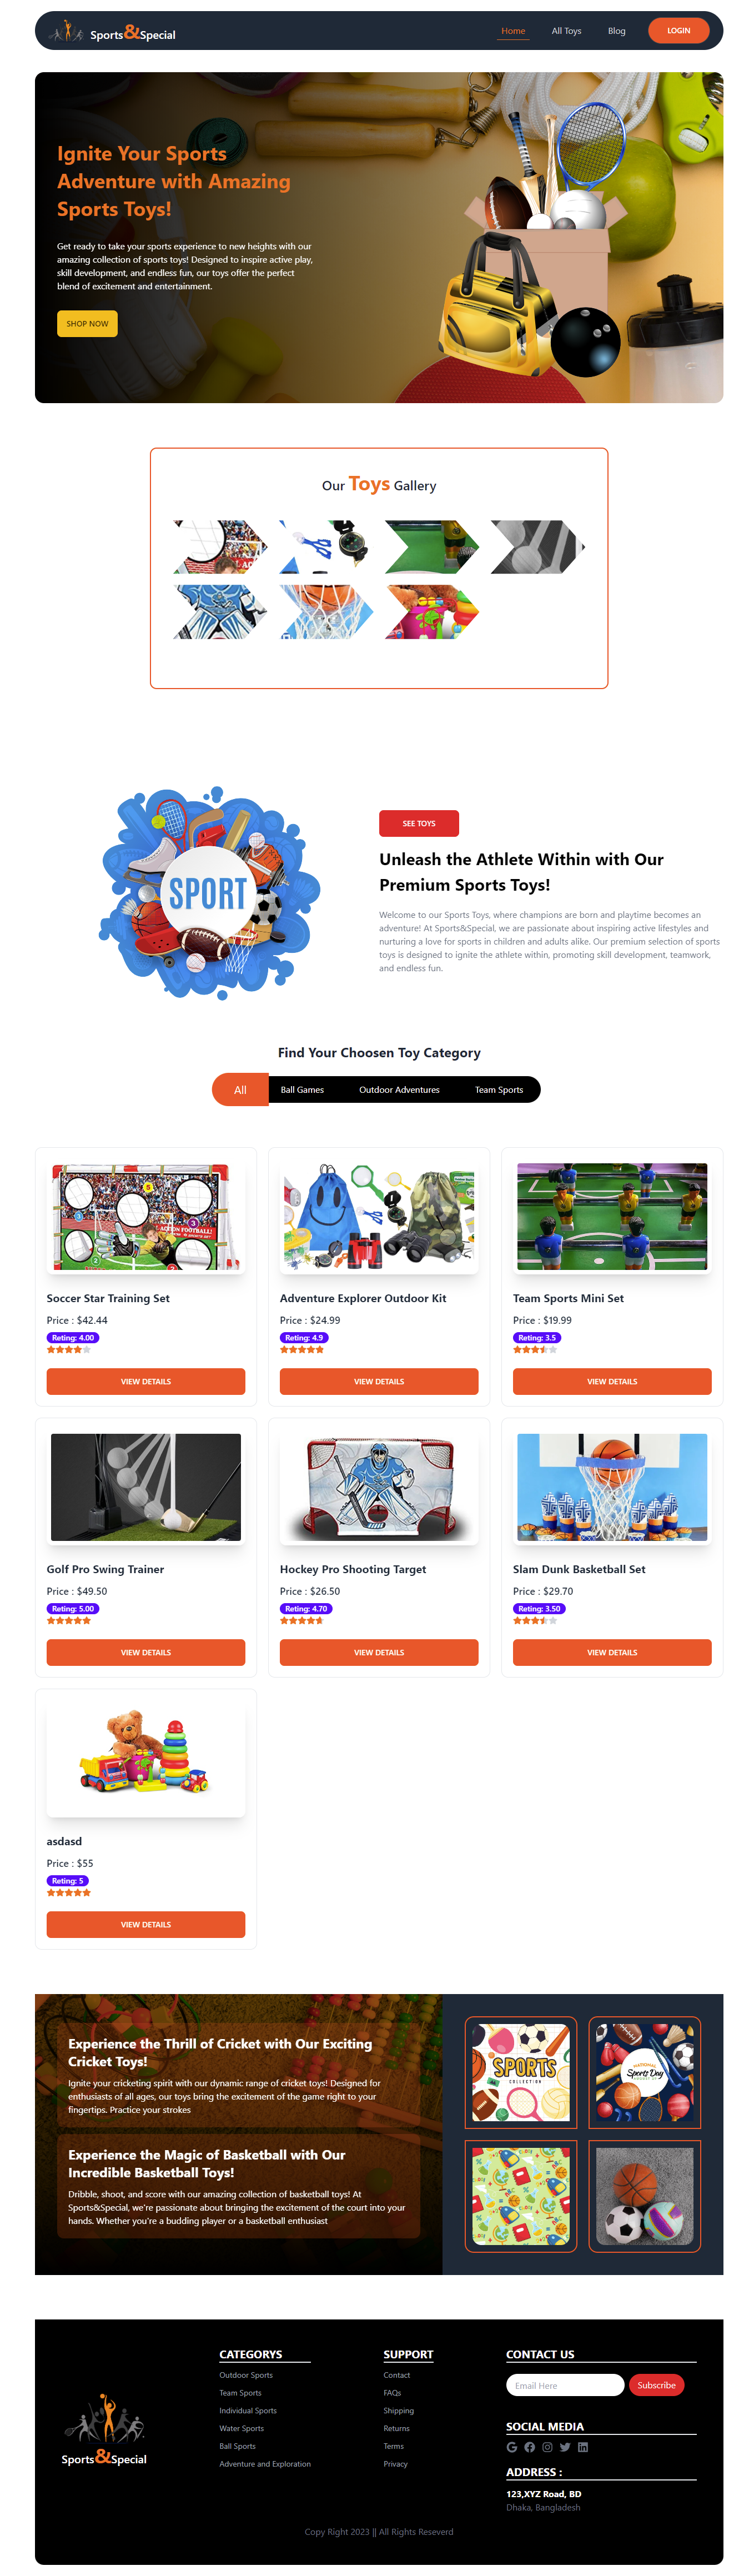 Sports&Special
Home
All Toys
Blog
LOGIN
Ignite Your Sports
Adventure with Amazing
Sports Toys!
Get ready to take your sports experience to new heights with our
amazing collection of sports toys! Designed to inspire active play,
skill development, and endless fun, our toys offer the perfect
blend of excitement and entertainment.
SHOP NOW
Our Toys Gallery
SPORT
SEE TOYS
Unleash the Athlete Within with Our
Premium Sports Toys!
Welcome to our Sports Toys, where champions are born and playtime becomes an
adventure! At Sports&Special, we are passionate about inspiring active lifestyles and
nurturing a love for sports in children and adults alike. Our premium selection of sports
toys is designed to ignite the athlete within, promoting skill development, teamwork,
and endless fun.
Find Your Choosen Toy Category
All
Ball Games
Outdoor Adventures
Team Sports
Soccer Star Training Set
Price : $42.44
Reting: 4.00
VIEW DETAILS
Adventure Explorer Outdoor Kit
Price : $24.99
Reting: 4.9
VIEW DETAILS
Team Sports Mini Set
Price : $19.99
Reting: 3.5
VIEW DETAILS
Golf Pro Swing Trainer
Price : $49.50
Reting: 5.00
VIEW DETAILS
Hockey Pro Shooting Target
Price : $26.50
Reting: 4.70
VIEW DETAILS
Slam Dunk Basketball Set
Price : $29.70
Reting: 3.50
VIEW DETAILS
asdasd
Price : $55
Reting: 5
VIEW DETAILS
Experience the Thrill of Cricket with Our Exciting
Cricket Toys!
Ignite your cricketing spirit with our dynamic range of cricket toys! Designed for
enthusiasts of all ages, our toys bring the excitement of the game right to your
fingertips. Practice your strokes
Experience the Magic of Basketball with Our
Incredible Basketball Toys!
Dribble, shoot, and score with our amazing collection of basketball toys! At
Sports&Special, we're passionate about bringing the excitement of the court into your
hands. Whether you're a budding player or a basketball enthusiast
SPORTS
COLLECTION
NATIONAL
Sports Day
Sports&Special
CATEGORYS
Outdoor Sports
Team Sports
Individual Sports
Water Sports
Ball Sports
Adventure and Exploration
SUPPORT
Contact
FAQs
Shipping
Returns
Terms
Privacy
CONTACT US
Email Here
Subscribe
SOCIAL MEDIA
ADDRESS :
123,XYZ Road, BD
Dhaka, Bangladesh
Copy Right 2023 || All Rights Reseverd